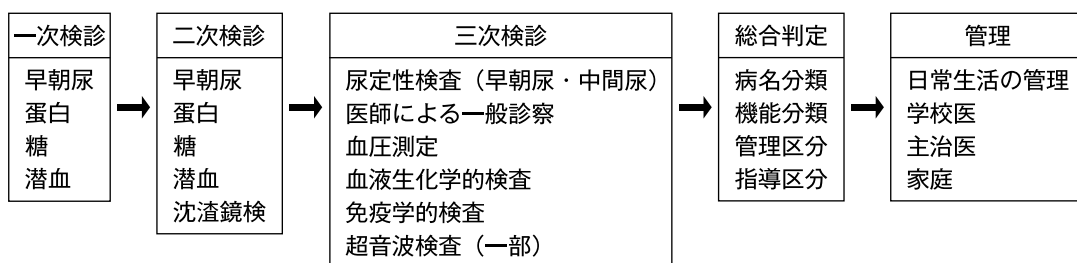 一次検診
早朝尿
蛋白
糖
潜血
二次検診
早朝尿
蛋白
糖
潜血
沈渣鏡検
三次検診
尿定性検査（早朝尿・中間尿）
医師による一般診察
血圧測定
血液生化学的検査
免疫学的検査
超音波検査（一部）
総合判定
病名分類
機能分類
管理区分
指導区分
管理
日常生活の管理
学校医
主治医
家庭